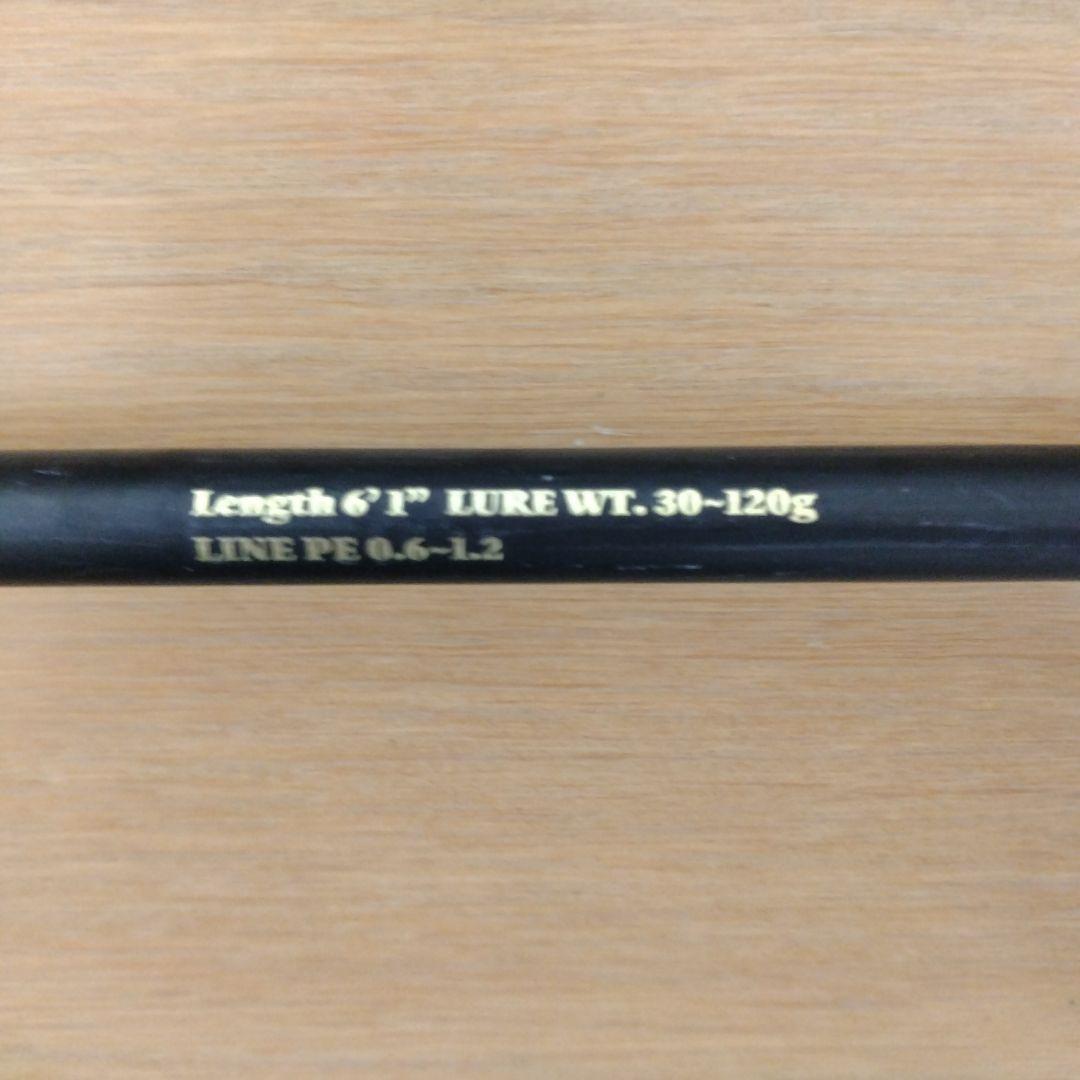 Length 6’1” LURE WT. 30~120g
LINE PE 0.6~1.2